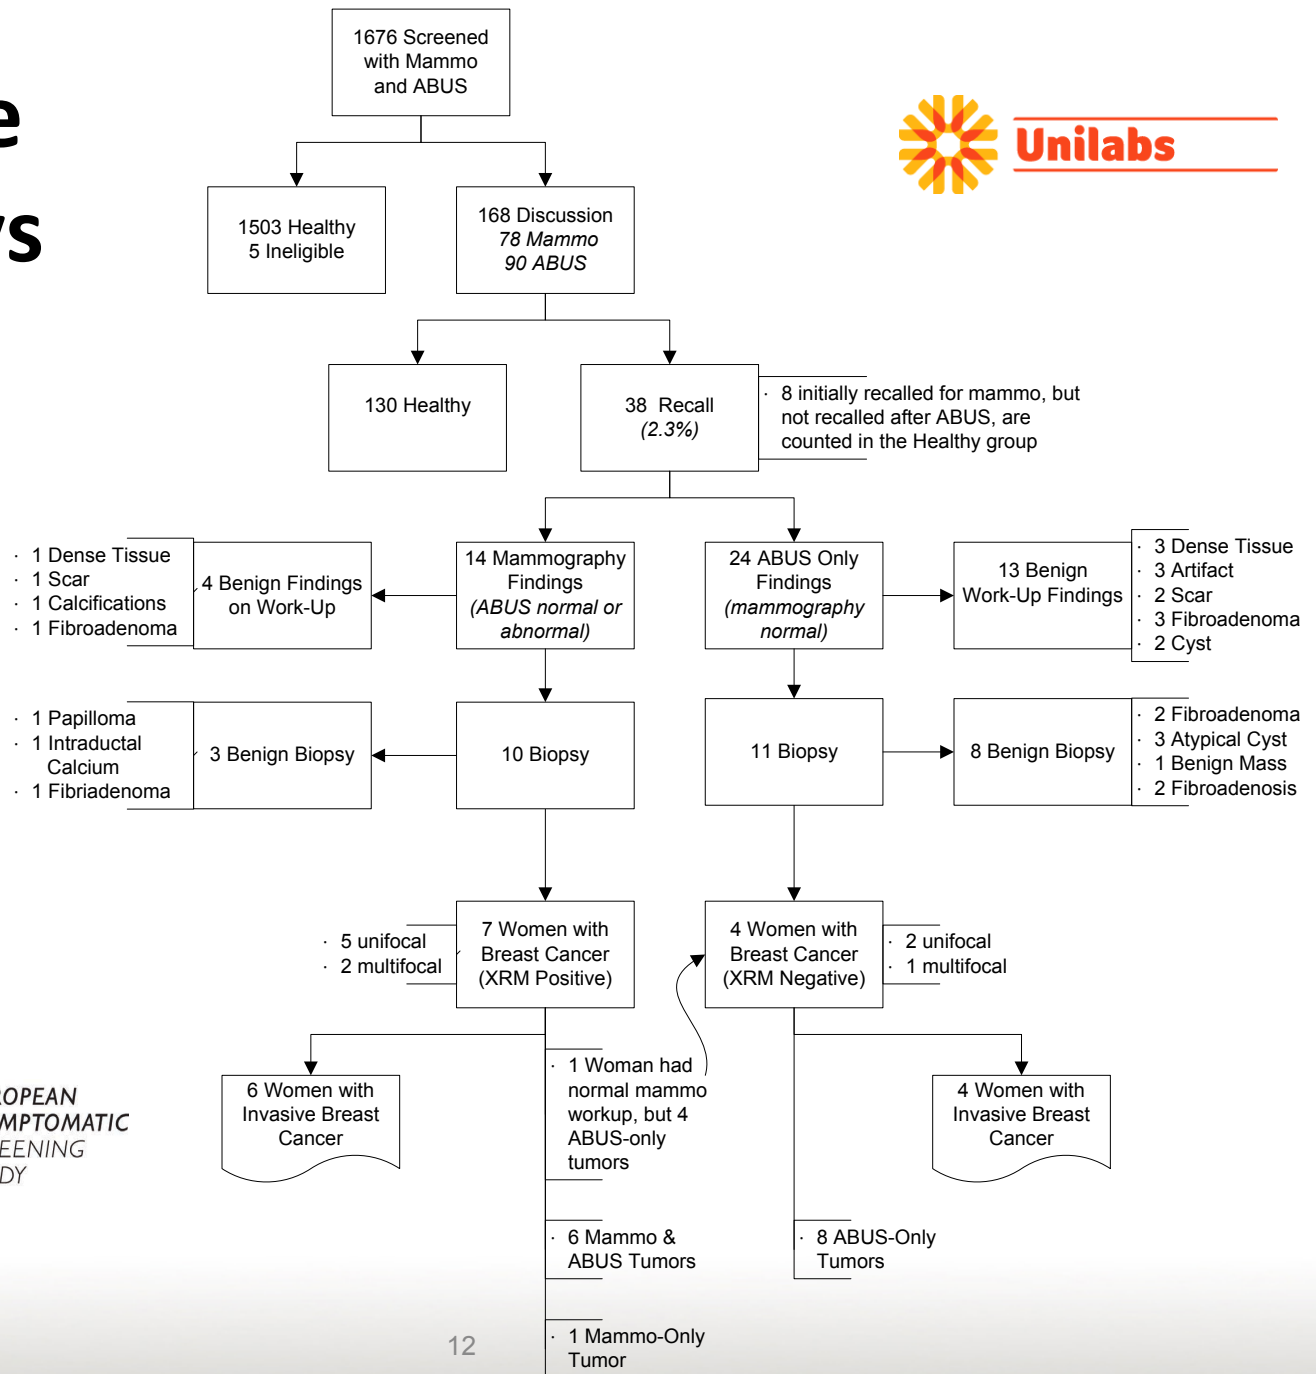 e
ys
1676 Screened
with Mammo
and ABUS
Unilabs
1503 Healthy
5 Ineligible
168 Discussion
78 Mammo
90 ABUS
130 Healthy
38 Recall
(2.3%)
· 8 initially recalled for mammo, but
not recalled after ABUS, are
counted in the Healthy group
· 1 Dense Tissue
· 1 Scar
· 1 Calcifications
· 1 Fibroadenoma
4 Benign Findings
on Work-Up
14 Mammography
Findings
(ABUS normal or
abnormal)
24 ABUS Only
Findings
(mammography
normal)
13 Benign
Work-Up Findings
· 3 Dense Tissue
· 3 Artifact
· 2 Scar
· 3 Fibroadenoma
· 2 Cyst
· 1 Papilloma
· 1 Intraductal
Calcium
· 1 Fibriadenoma
3 Benign Biopsy
10 Biopsy
11 Biopsy
8 Benign Biopsy
· 2 Fibroadenoma
· 3 Atypical Cyst
· 1 Benign Mass
· 2 Fibroadenosis
· 5 unifocal
· 2 multifocal
7 Women with
Breast Cancer
(XRM Positive)
4 Women with
Breast Cancer
(XRM Negative)
· 2 unifocal
· 1 multifocal
6 Women with
Invasive Breast
Cancer
· 1 Woman had
normal mammo
workup, but 4
ABUS-only
tumors
4 Women with
Invasive Breast
Cancer
ROPEAN
MPTOMATIC
EENING
DY
· 6 Mammo &
ABUS Tumors
· 8 ABUS-Only
Tumors
· 1 Mammo-Only
Tumor
12